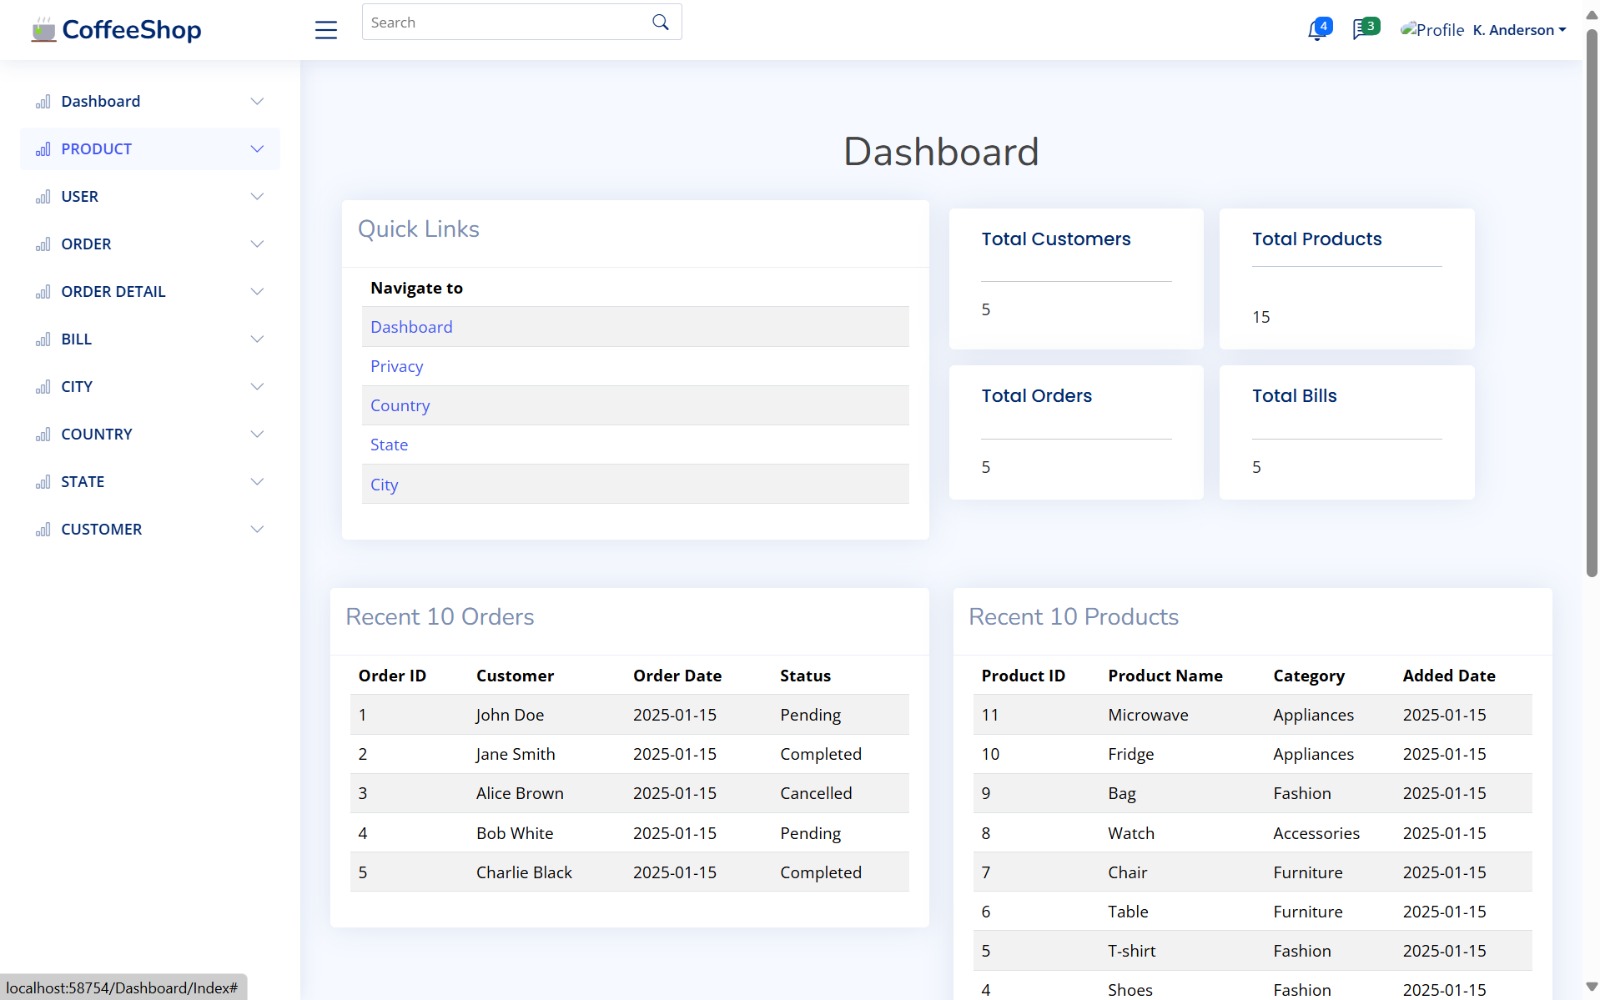 CoffeeShop
Search
4
3
Profile
K. Anderson
Dashboard
PRODUCT
USER
ORDER
ORDER DETAIL
BILL
CITY
COUNTRY
STATE
CUSTOMER
Dashboard
Quick Links
Navigate to
Dashboard
Privacy
Country
State
City
Total Customers
5
Total Products
15
Total Orders
5
Total Bills
5
Recent 10 Orders
Order ID Customer Order Date Status
1 John Doe 2025-01-15 Pending
2 Jane Smith 2025-01-15 Completed
3 Alice Brown 2025-01-15 Cancelled
4 Bob White 2025-01-15 Pending
5 Charlie Black 2025-01-15 Completed
Recent 10 Products
Product ID Product Name Category Added Date
11 Microwave Appliances 2025-01-15
10 Fridge Appliances 2025-01-15
9 Bag Fashion 2025-01-15
8 Watch Accessories 2025-01-15
7 Chair Furniture 2025-01-15
6 Table Furniture 2025-01-15
5 T-shirt Fashion 2025-01-15
4 Shoes Fashion 2025-01-15
localhost:58754/Dashboard/Index#